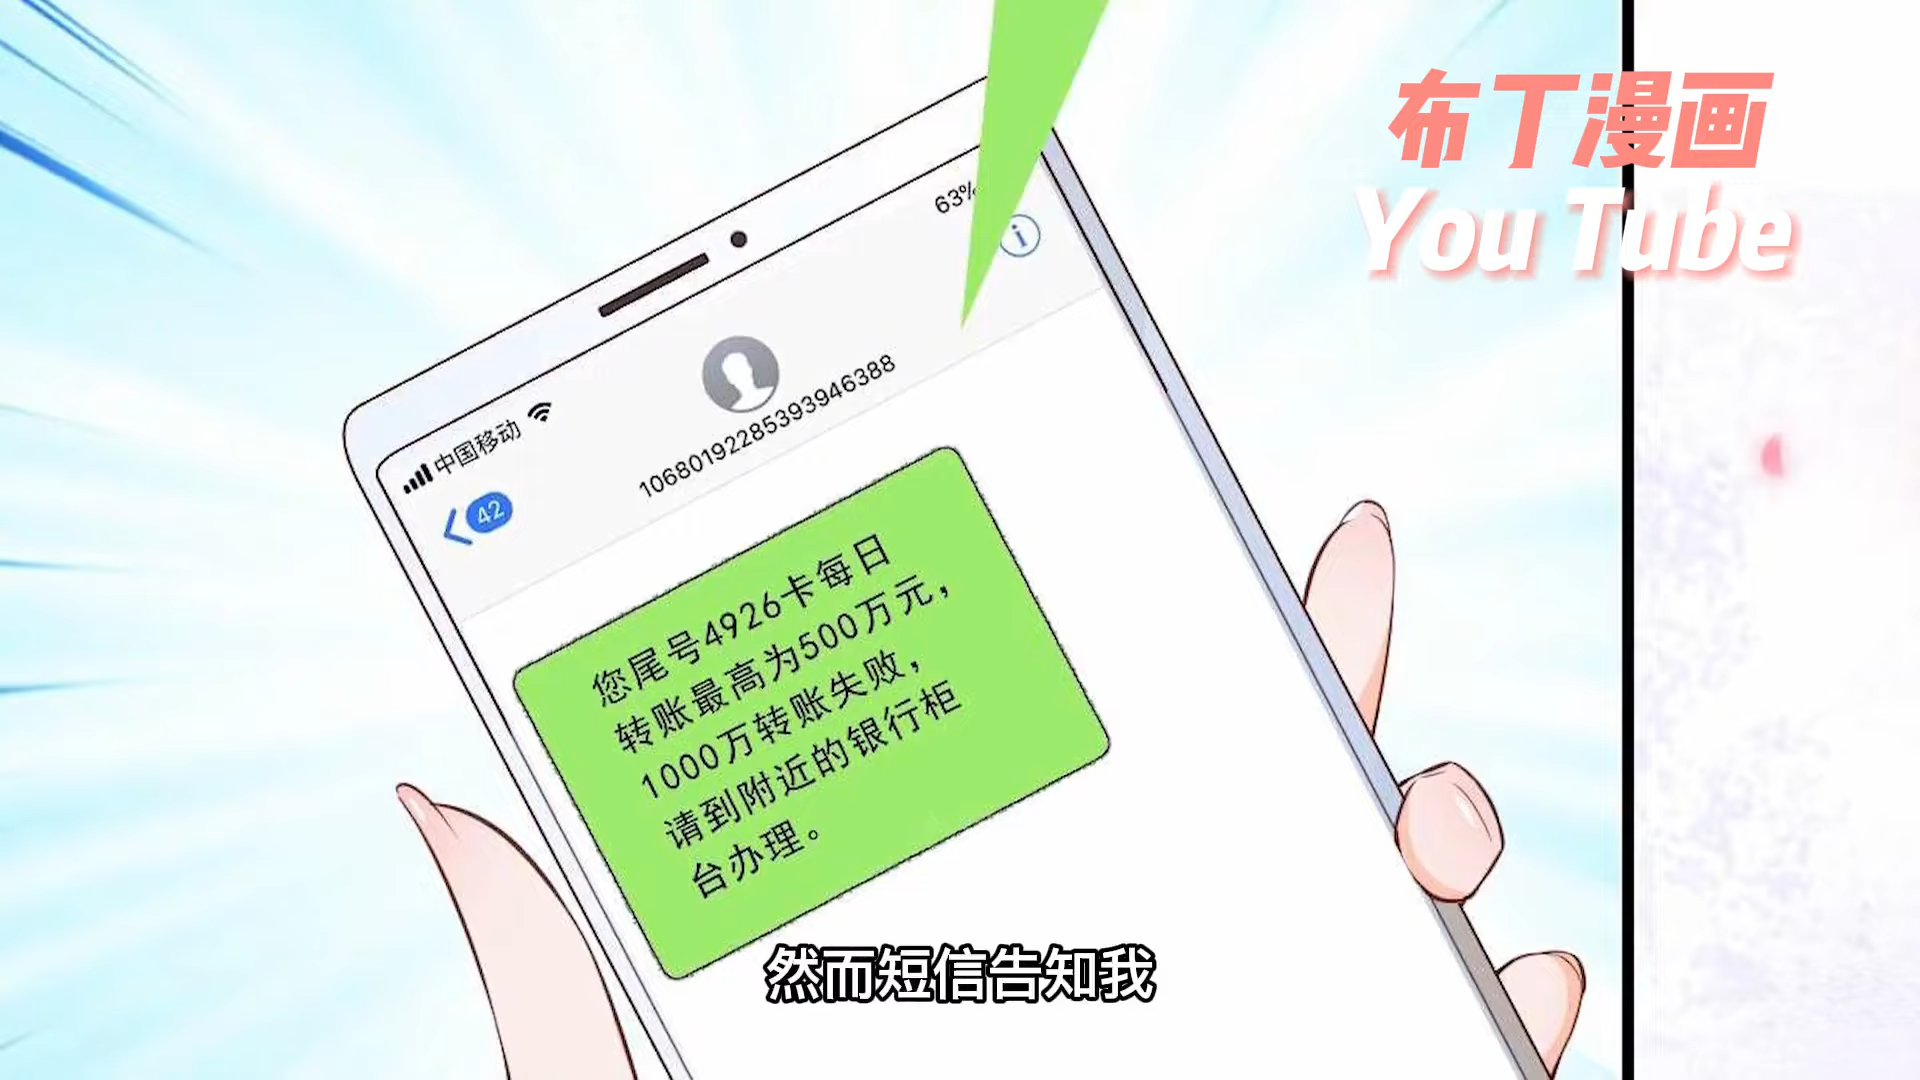 布丁漫画
YouTube
63%
中国移动
42
1068019228539394​6388
您尾号4926卡每日
转账最高为500万元，
1000万转账失败，
请到附近的银行柜
台办理。
然而短信告知我